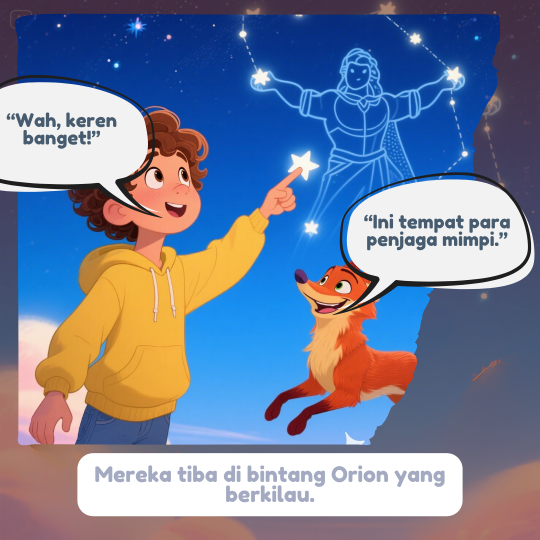 “Wah, keren
banget!”
“Ini tempat para
penjaga mimpi.”
Mereka tiba di bintang Orion yang
berkilau.